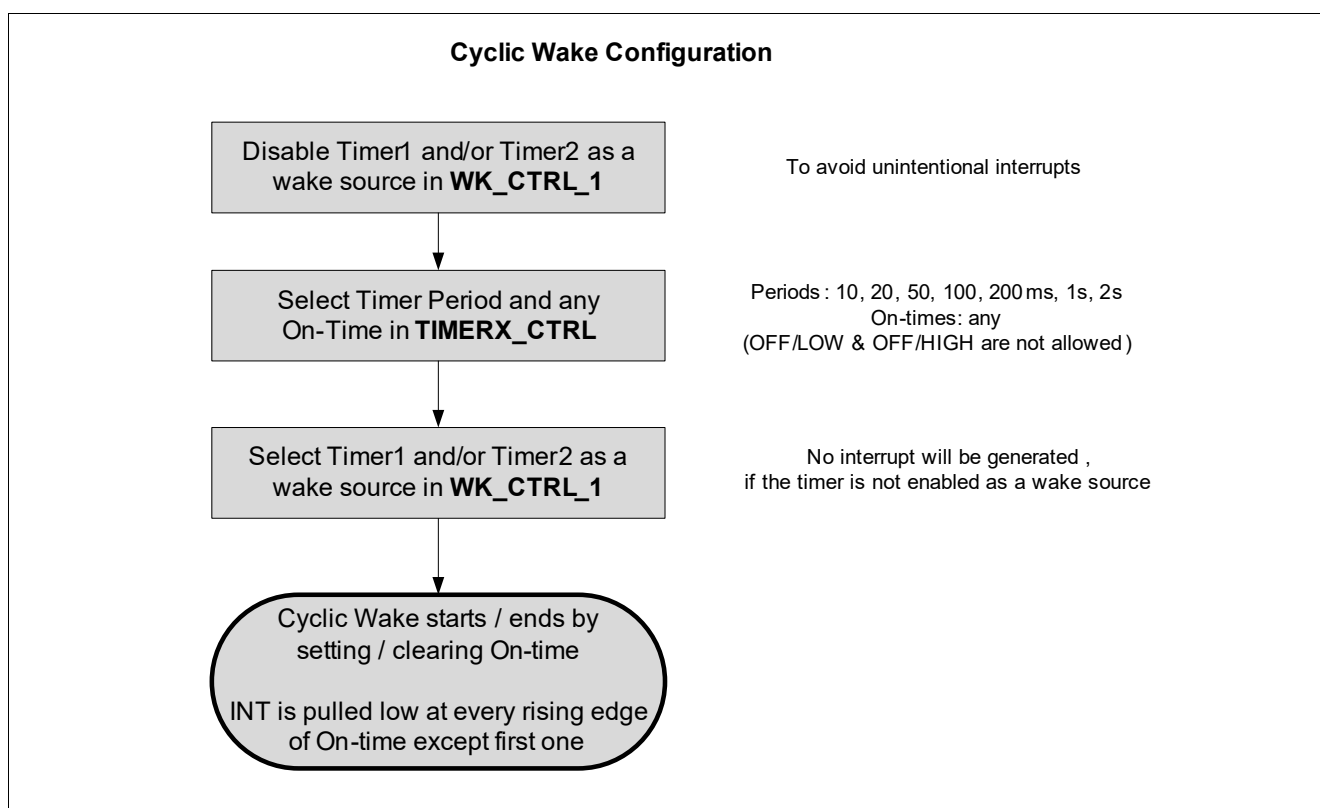 Cyclic Wake Configuration
Disable Timer1 and/or Timer2 as a
wake source in WK_CTRL_1
To avoid unintentional interrupts
Select Timer Period and any
On-Time in TIMERX_CTRL
Periods : 10, 20, 50, 100, 200ms, 1s, 2s
On-times: any
(OFF/LOW & OFF/HIGH are not allowed )
Select Timer1 and/or Timer2 as a
wake source in WK_CTRL_1
No interrupt will be generated ,
if the timer is not enabled as a wake source
Cyclic Wake starts / ends by
setting / clearing On-time
INT is pulled low at every rising edge
of On-time except first one